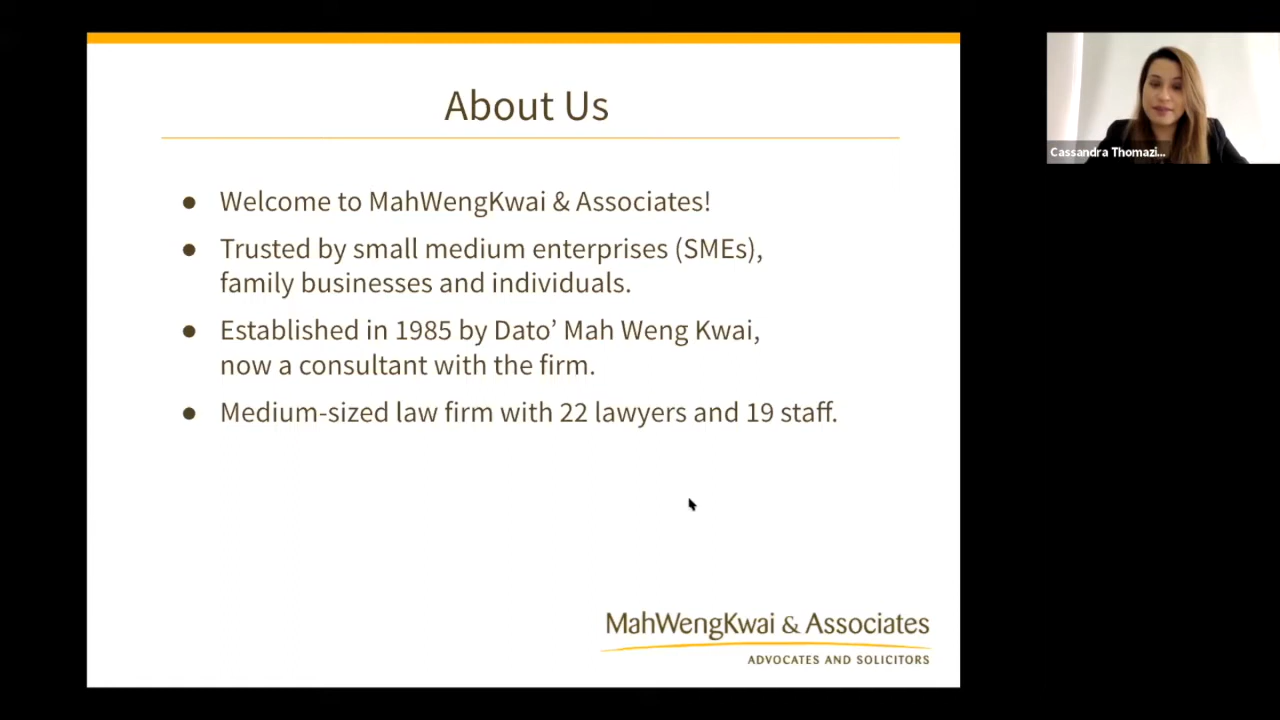 About Us
● Welcome to MahWengKwai & Associates!
● Trusted by small medium enterprises (SMEs),
family businesses and individuals.
● Established in 1985 by Dato’ Mah Weng Kwai,
now a consultant with the firm.
● Medium-sized law firm with 22 lawyers and 19 staff.
MahWengKwai & Associates
ADVOCATES AND SOLICITORS
Cassandra Thomazi...